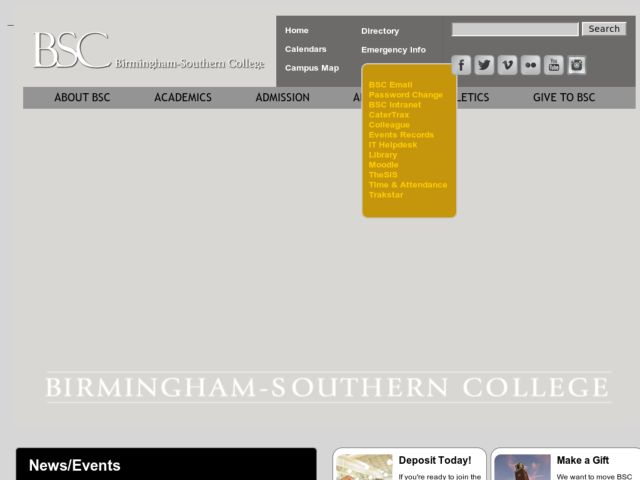 Home
Directory
Search
BSC Birmingham-Southern College
Calendars
Emergency Info
Campus Map
ABOUT BSC
ACADEMICS
ADMISSION
LETICS
GIVE TO BSC
BSC Email
Password Change
BSC Intranet
CaterTrax
Colleague
Events Records
IT Helpdesk
Library
Moodle
TheSIS
Time & Attendance
Trakstar
BIRMINGHAM-SOUTHERN COLLEGE
News/Events
Deposit Today!
If you're ready to join the
Make a Gift
We want to move BSC